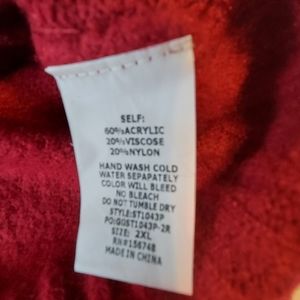 SELF:
60%ACRYLIC
20%VISCOSE
20%NYLON
HAND WASH COLD
WATER SEPAPATELY
COLOR WILL BLEED
NO BLEACH
DO NOT TUMBLE DRY
STYLE:ST1043P
PO:GGST1043P-2R
SIZE: 2XL
RN#156748
MADE IN CHINA